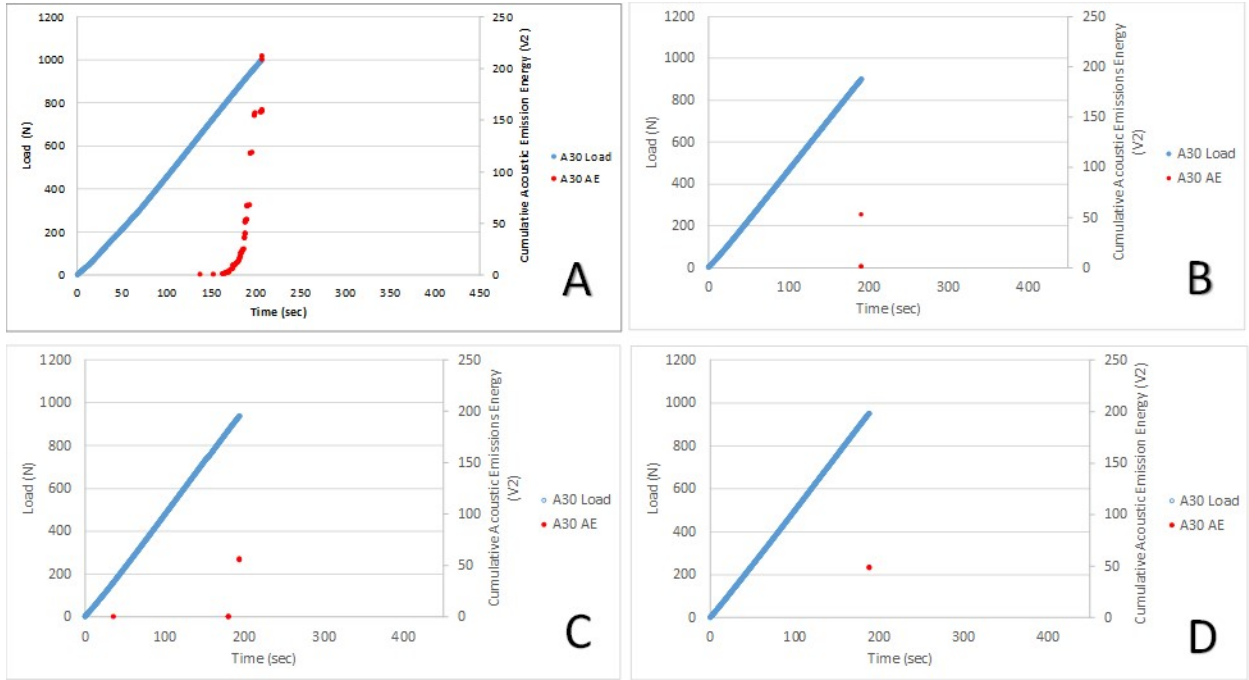 1200
1000
800
600
400
200
0
Load (N)
0 50 100 150 200 250 300 350 400 450
Time (sec)
250
200
150
100
50
0
Cumulative Acoustic Emission Energy (V2)
A30 Load
A30 AE
A
1200
1000
800
600
400
200
0
Load (N)
0 100 200 300 400
Time (sec)
250
200
150
100
50
0
Cumulative Acoustic Emissions Energy
(V2)
A30 Load
A30 AE
B
1200
1000
800
600
400
200
0
Load (N)
0 100 200 300 400
Time (sec)
250
200
150
100
50
0
Cumulative Acoustic Emissions Energy
(V2)
A30 Load
A30 AE
C
1200
1000
800
600
400
200
0
Load (N)
0 100 200 300 400
Time (sec)
250
200
150
100
50
0
Cumulative Acoustic Emission Energy (V2)
A30 Load
A30 AE
D